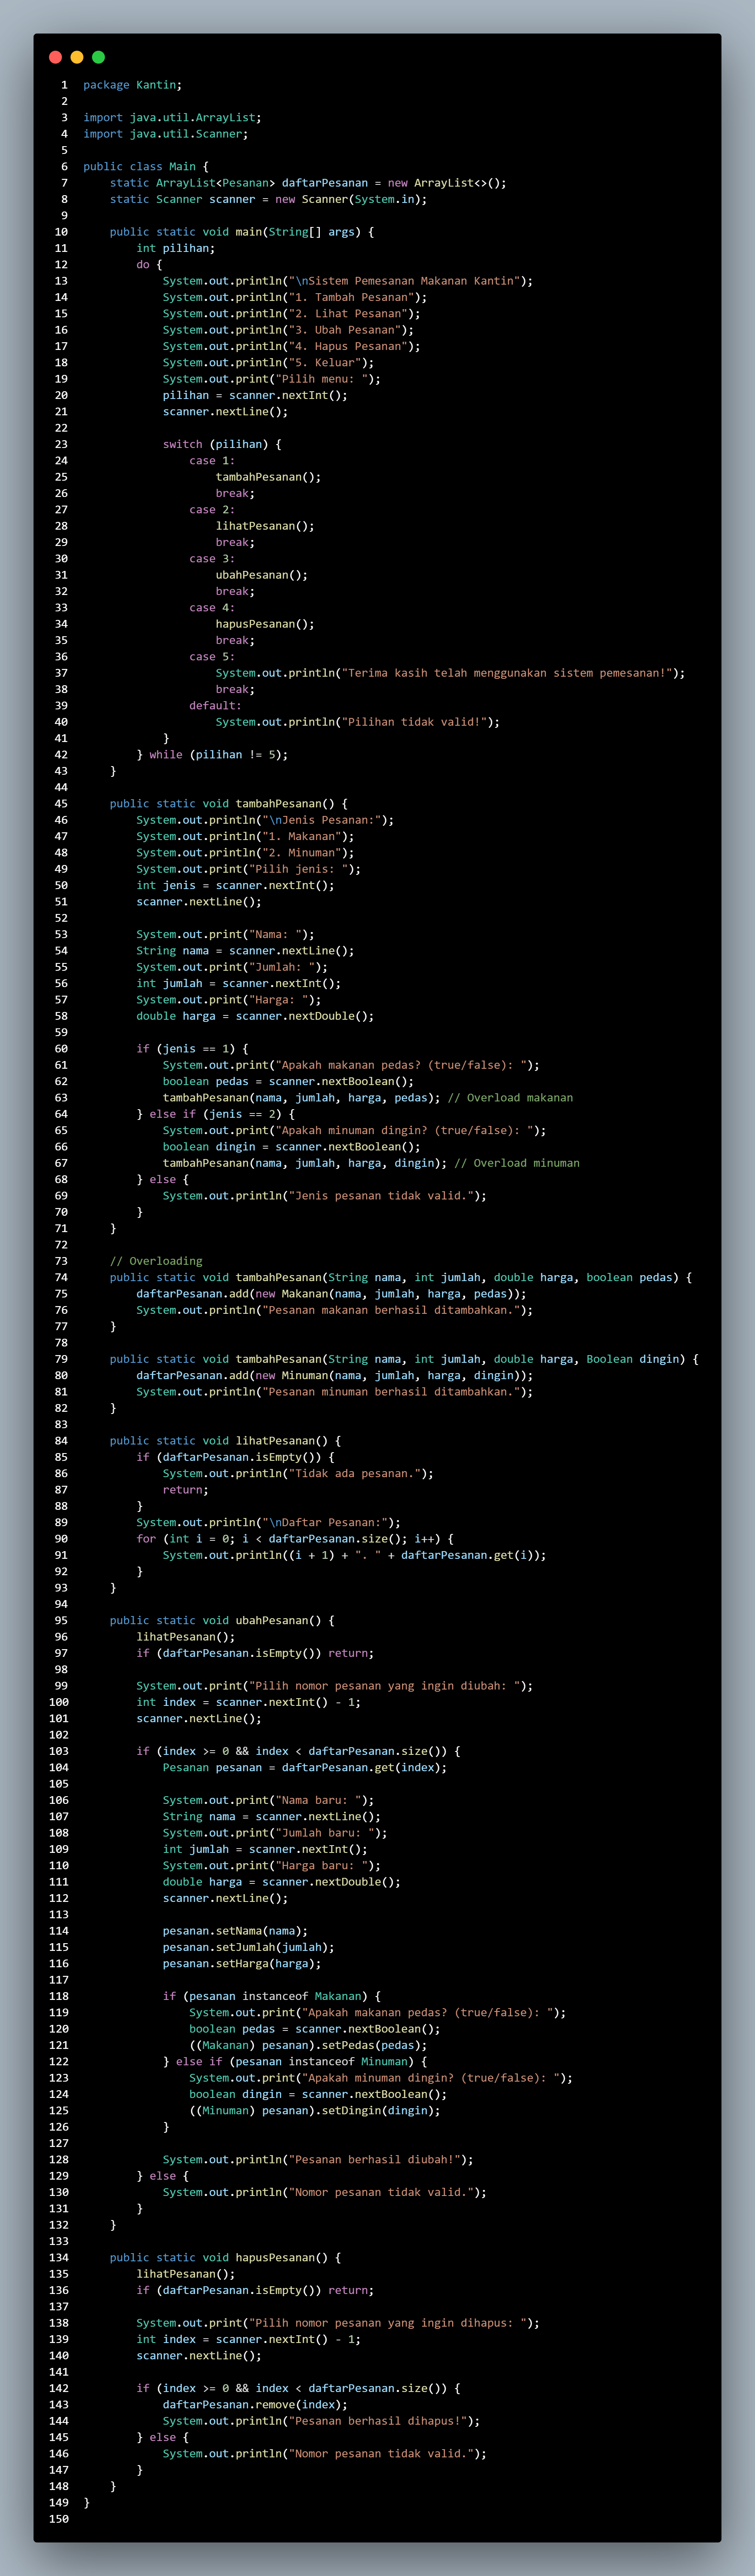 1 package Kantin;
2
3 import java.util.ArrayList;
4 import java.util.Scanner;
5
6 public class Main {
7     static ArrayList<Pesanan> daftarPesanan = new ArrayList<>();
8     static Scanner scanner = new Scanner(System.in);
9
10     public static void main(String[] args) {
11         int pilihan;
12         do {
13             System.out.println("\nSistem Pemesanan Makanan Kantin");
14             System.out.println("1. Tambah Pesanan");
15             System.out.println("2. Lihat Pesanan");
16             System.out.println("3. Ubah Pesanan");
17             System.out.println("4. Hapus Pesanan");
18             System.out.println("5. Keluar");
19             System.out.print("Pilih menu: ");
20             pilihan = scanner.nextInt();
21             scanner.nextLine();
22
23             switch (pilihan) {
24                 case 1:
25                     tambahPesanan();
26                     break;
27                 case 2:
28                     lihatPesanan();
29                     break;
30                 case 3:
31                     ubahPesanan();
32                     break;
33                 case 4:
34                     hapusPesanan();
35                     break;
36                 case 5:
37                     System.out.println("Terima kasih telah menggunakan sistem pemesanan!");
38                     break;
39                 default:
40                     System.out.println("Pilihan tidak valid!");
41             }
42         } while (pilihan != 5);
43     }
44
45     public static void tambahPesanan() {
46         System.out.println("\nJenis Pesanan:");
47         System.out.println("1. Makanan");
48         System.out.println("2. Minuman");
49         System.out.print("Pilih jenis: ");
50         int jenis = scanner.nextInt();
51         scanner.nextLine();
52
53         System.out.print("Nama: ");
54         String nama = scanner.nextLine();
55         System.out.print("Jumlah: ");
56         int jumlah = scanner.nextInt();
57         System.out.print("Harga: ");
58         double harga = scanner.nextDouble();
59
60         if (jenis == 1) {
61             System.out.print("Apakah makanan pedas? (true/false): ");
62             boolean pedas = scanner.nextBoolean();
63             tambahPesanan(nama, jumlah, harga, pedas); // Overload makanan
64         } else if (jenis == 2) {
65             System.out.print("Apakah minuman dingin? (true/false): ");
66             boolean dingin = scanner.nextBoolean();
67             tambahPesanan(nama, jumlah, harga, dingin); // Overload minuman
68         } else {
69             System.out.println("Jenis pesanan tidak valid.");
70         }
71     }
72
73     // Overloading
74     public static void tambahPesanan(String nama, int jumlah, double harga, boolean pedas) {
75         daftarPesanan.add(new Makanan(nama, jumlah, harga, pedas));
76         System.out.println("Pesanan makanan berhasil ditambahkan.");
77     }
78
79     public static void tambahPesanan(String nama, int jumlah, double harga, Boolean dingin) {
80         daftarPesanan.add(new Minuman(nama, jumlah, harga, dingin));
81         System.out.println("Pesanan minuman berhasil ditambahkan.");
82     }
83
84     public static void lihatPesanan() {
85         if (daftarPesanan.isEmpty()) {
86             System.out.println("Tidak ada pesanan.");
87             return;
88         }
89         System.out.println("\nDaftar Pesanan:");
90         for (int i = 0; i < daftarPesanan.size(); i++) {
91             System.out.println((i + 1) + ". " + daftarPesanan.get(i));
92         }
93     }
94
95     public static void ubahPesanan() {
96         lihatPesanan();
97         if (daftarPesanan.isEmpty()) return;
98
99         System.out.print("Pilih nomor pesanan yang ingin diubah: ");
100         int index = scanner.nextInt() - 1;
101         scanner.nextLine();
102
103         if (index >= 0 && index < daftarPesanan.size()) {
104             Pesanan pesanan = daftarPesanan.get(index);
105
106             System.out.print("Nama baru: ");
107             String nama = scanner.nextLine();
108             System.out.print("Jumlah baru: ");
109             int jumlah = scanner.nextInt();
110             System.out.print("Harga baru: ");
111             double harga = scanner.nextDouble();
112             scanner.nextLine();
113
114             pesanan.setNama(nama);
115             pesanan.setJumlah(jumlah);
116             pesanan.setHarga(harga);
117
118             if (pesanan instanceof Makanan) {
119                 System.out.print("Apakah makanan pedas? (true/false): ");
120                 boolean pedas = scanner.nextBoolean();
121                 ((Makanan) pesanan).setPedas(pedas);
122             } else if (pesanan instanceof Minuman) {
123                 System.out.print("Apakah minuman dingin? (true/false): ");
124                 boolean dingin = scanner.nextBoolean();
125                 ((Minuman) pesanan).setDingin(dingin);
126             }
127
128             System.out.println("Pesanan berhasil diubah!");
129         } else {
130             System.out.println("Nomor pesanan tidak valid.");
131         }
132     }
133
134     public static void hapusPesanan() {
135         lihatPesanan();
136         if (daftarPesanan.isEmpty()) return;
137
138         System.out.print("Pilih nomor pesanan yang ingin dihapus: ");
139         int index = scanner.nextInt() - 1;
140         scanner.nextLine();
141
142         if (index >= 0 && index < daftarPesanan.size()) {
143             daftarPesanan.remove(index);
144             System.out.println("Pesanan berhasil dihapus!");
145         } else {
146             System.out.println("Nomor pesanan tidak valid.");
147         }
148     }
149 }
150